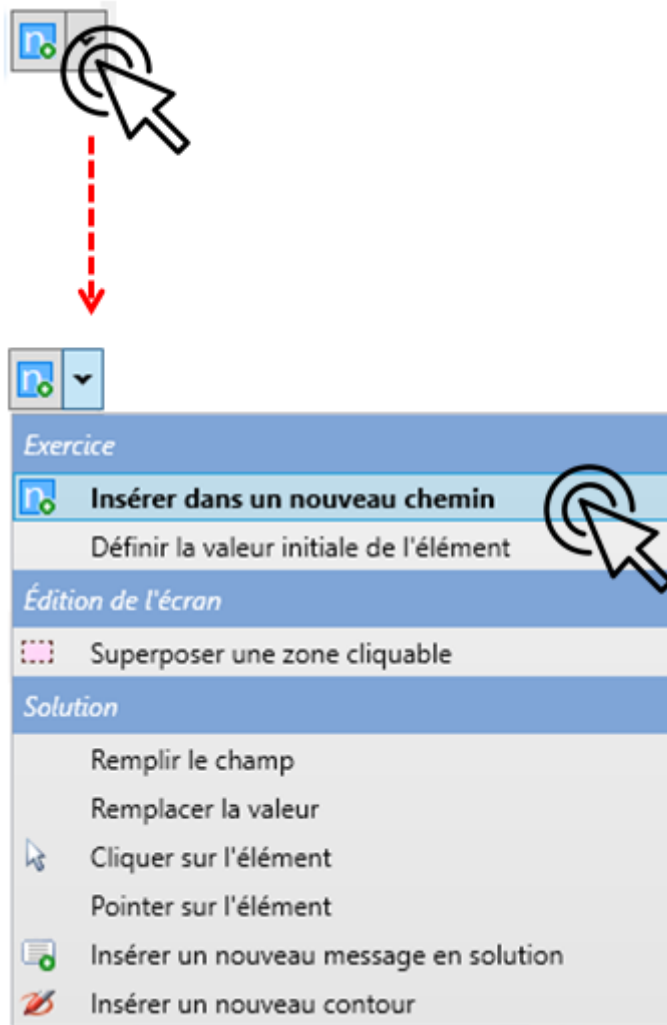 n
n
Exercice
n Insérer dans un nouveau chemin
Définir la valeur initiale de l'élément
Édition de l'écran
Superposer une zone cliquable
Solution
Remplir le champ
Remplacer la valeur
Cliquer sur l'élément
Pointer sur l'élément
Insérer un nouveau message en solution
Insérer un nouveau contour